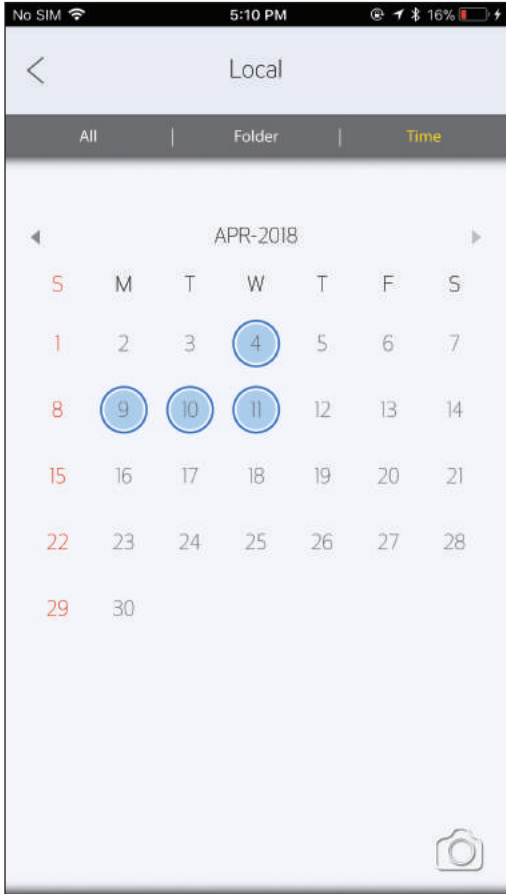 No SIM 5:10 PM 16%
Local
All | Folder | Time
APR-2018
S M T W T F S
1 2 3 4 5 6 7
8 9 10 11 12 13 14
15 16 17 18 19 20 21
22 23 24 25 26 27 28
29 30